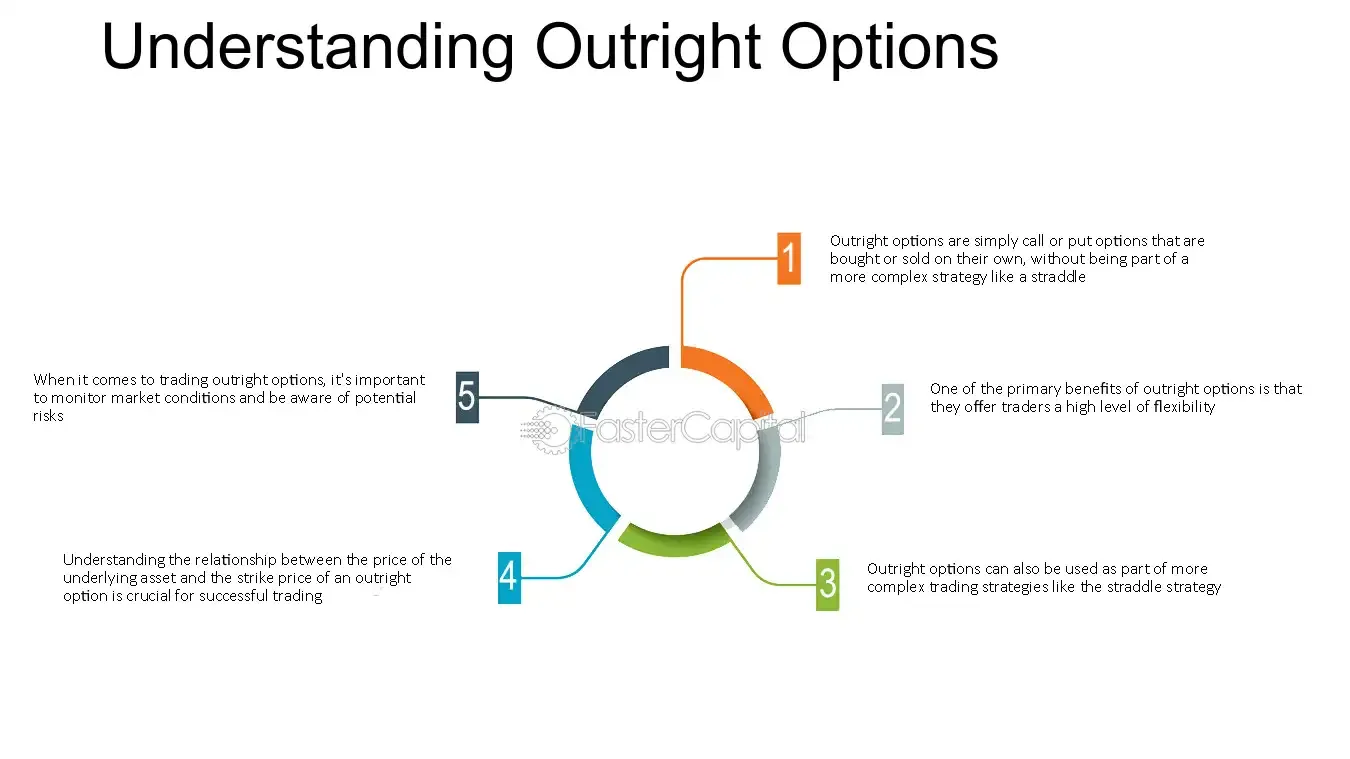 Understanding Outright Options
1
Outright options are simply call or put options that are
bought or sold on their own, without being part of a
more complex strategy like a straddle
2
One of the primary benefits of outright options is that
they offer traders a high level of flexibility
3
Outright options can also be used as part of more
complex trading strategies like the straddle strategy
4
Understanding the relationship between the price of the
underlying asset and the strike price of an outright
option is crucial for successful trading
5
When it comes to trading outright options, it's important
to monitor market conditions and be aware of potential
risks
FasterCapital